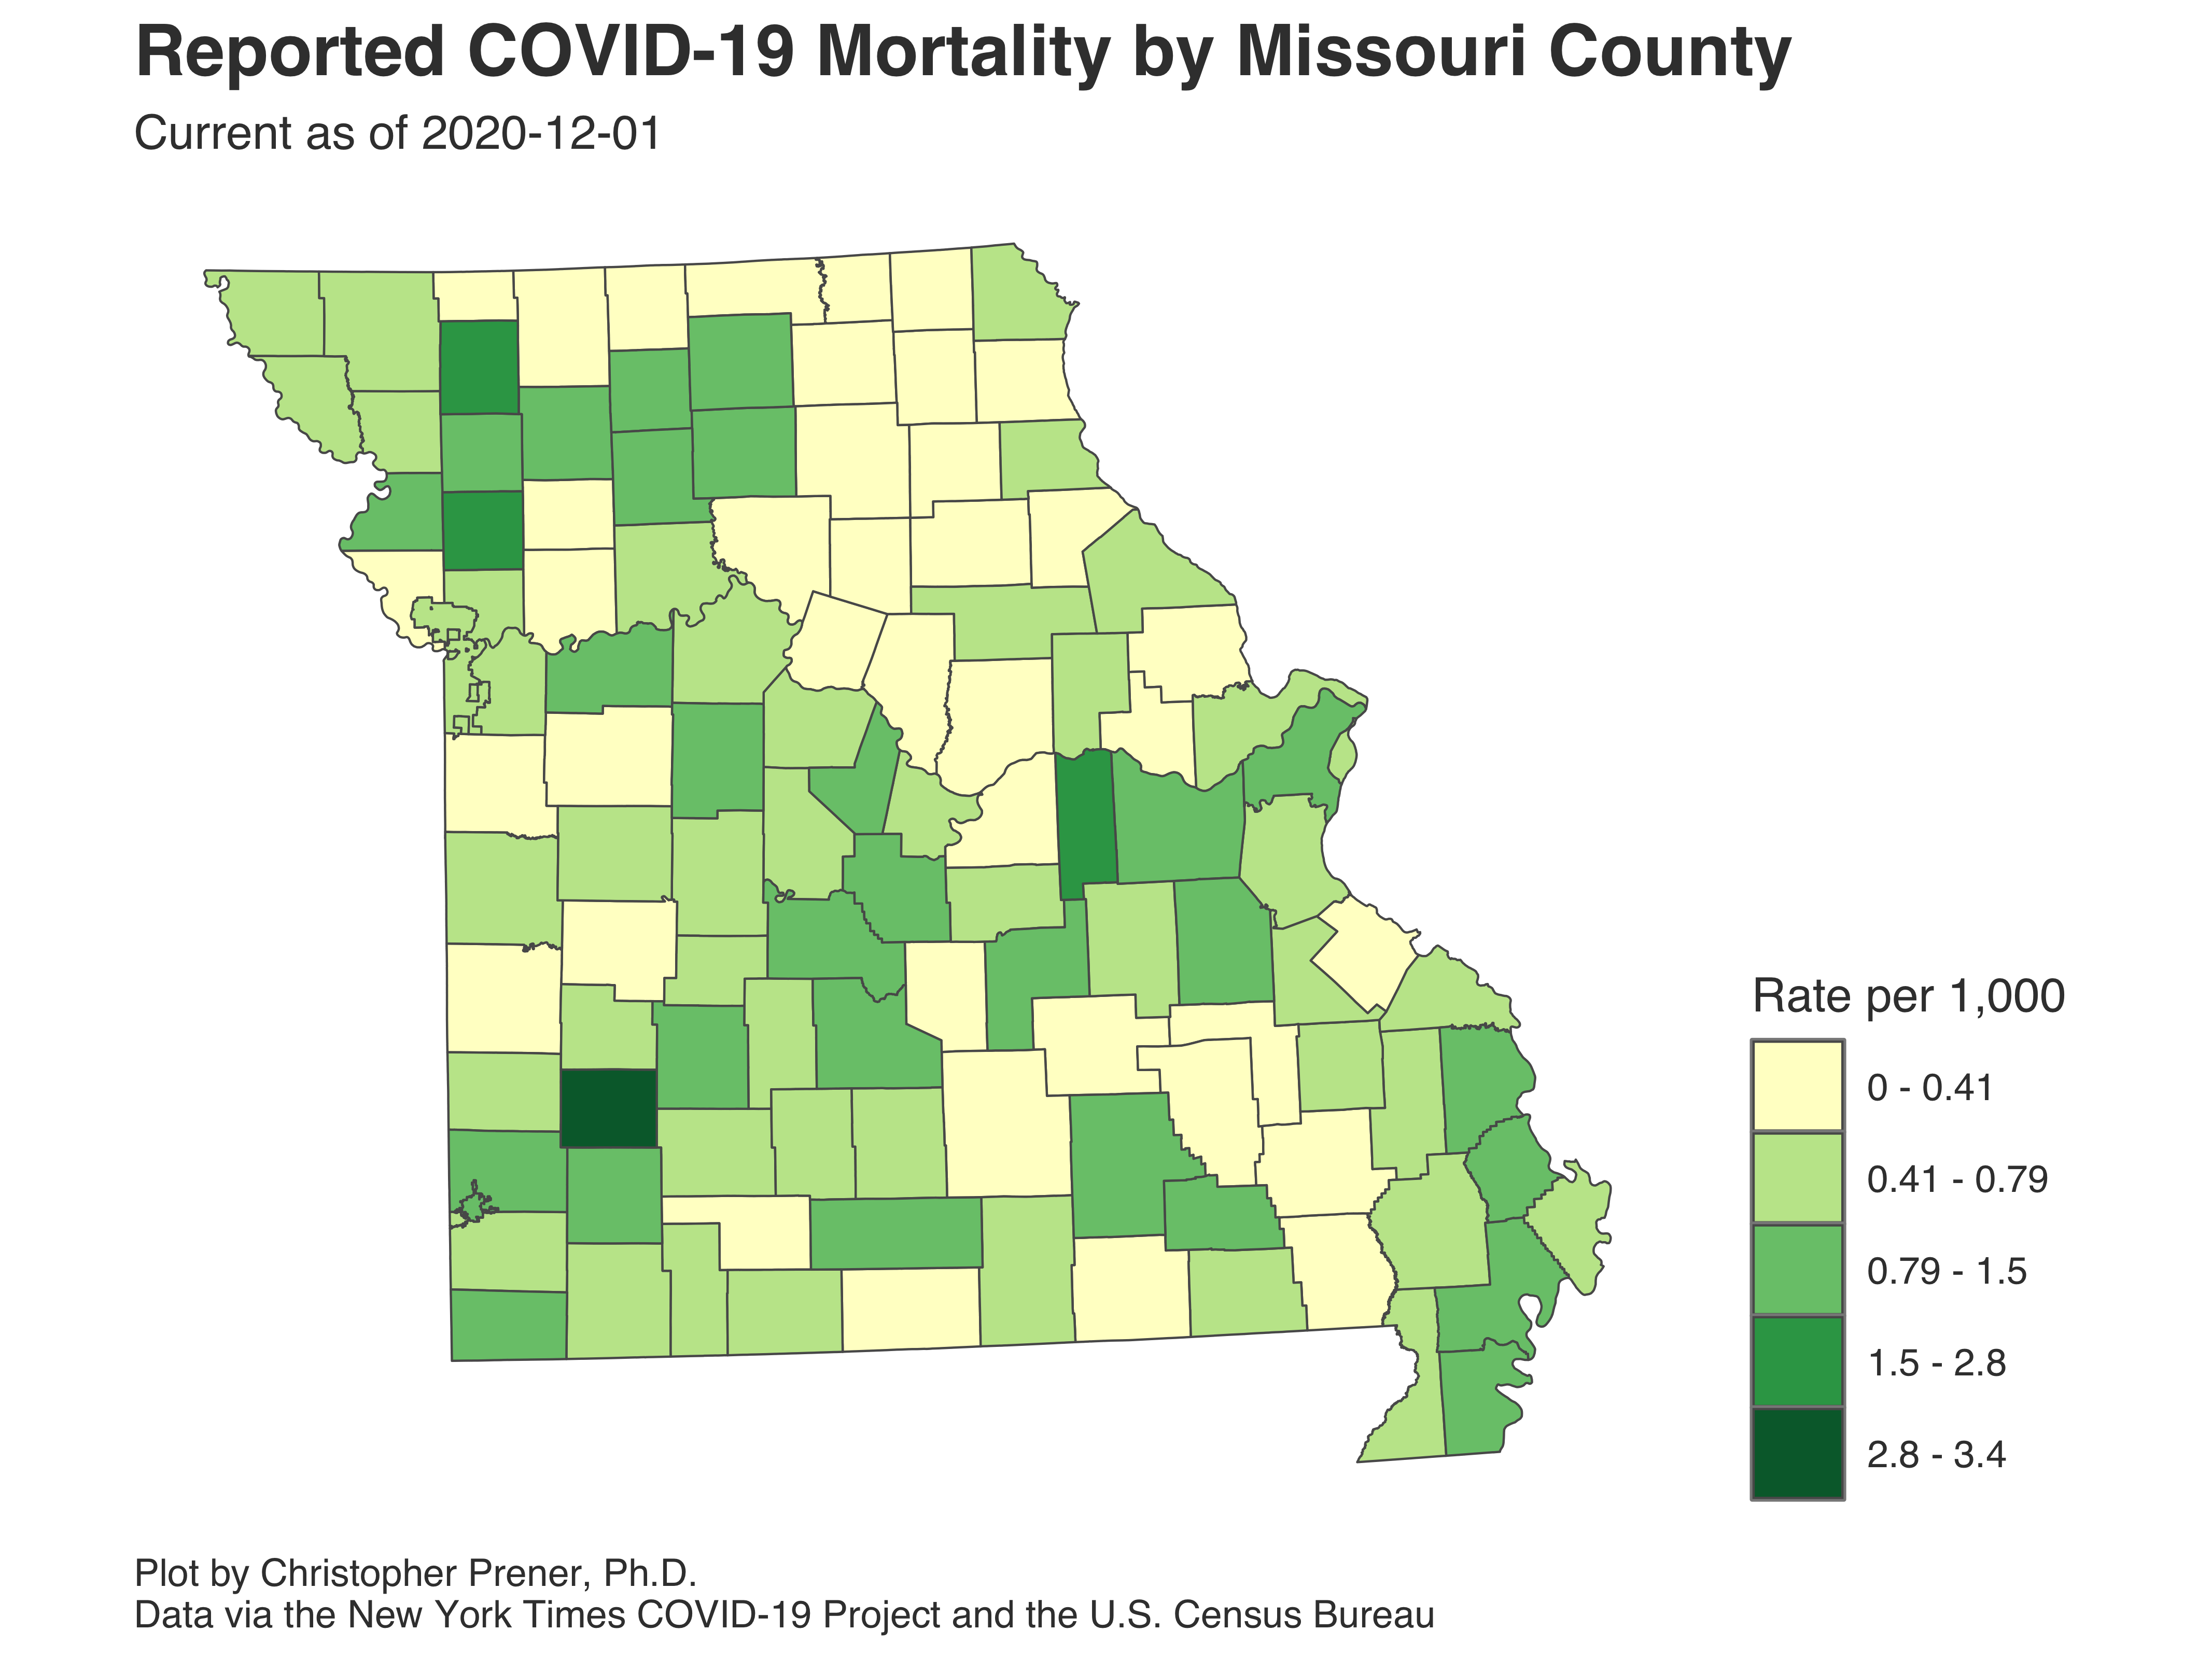 Reported COVID-19 Mortality by Missouri County
Current as of 2020-12-01
Rate per 1,000
0 - 0.41
0.41 - 0.79
0.79 - 1.5
1.5 - 2.8
2.8 - 3.4
Plot by Christopher Prener, Ph.D.
Data via the New York Times COVID-19 Project and the U.S. Census Bureau